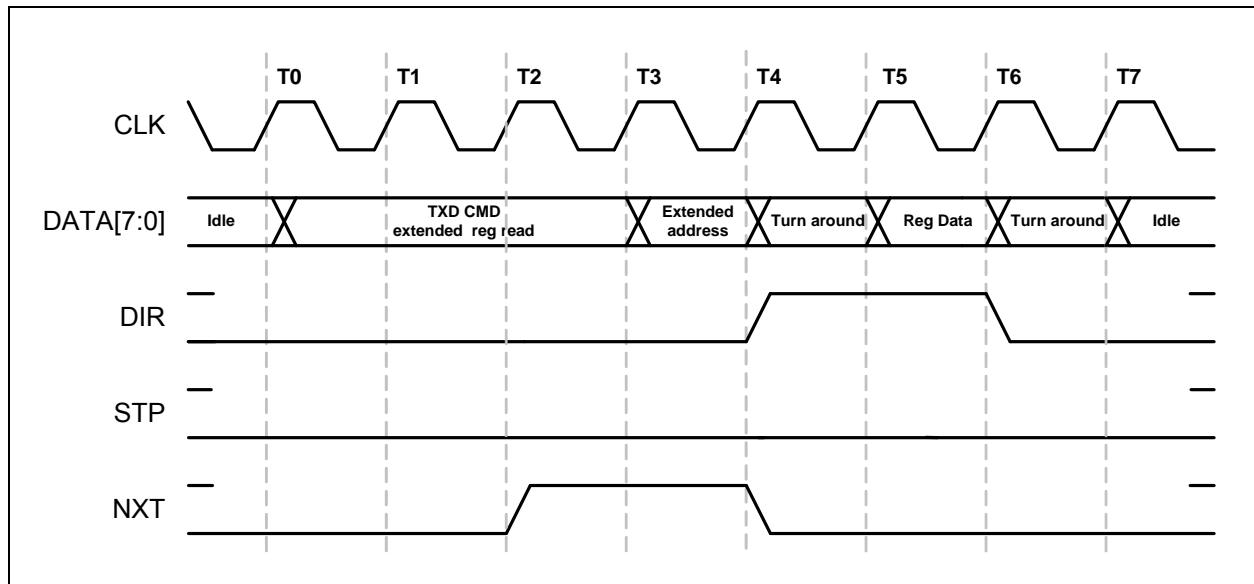 T0 T1 T2 T3 T4 T5 T6 T7
CLK
DATA[7:0]
Idle
TXD CMD
extended reg read
Extended
address
Turn around
Reg Data
Turn around
Idle
DIR
STP
NXT